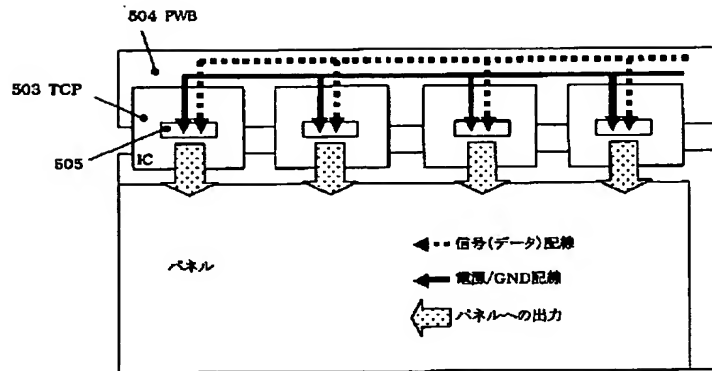 504 PWB
503 TCP
505
IC
パネル
信号(データ)配線
電源/GND配線
パネルへの出力